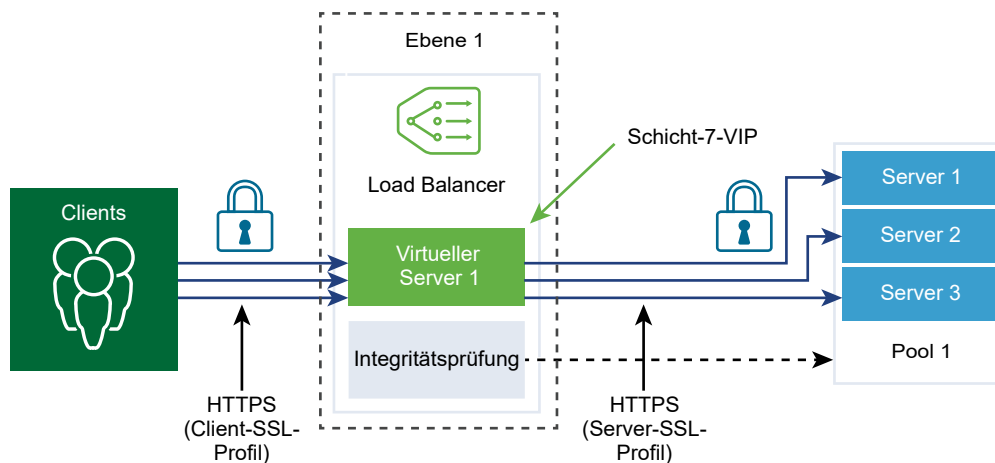 Ebene 1
Load Balancer
Schicht-7-VIP
Clients
Virtueller
Server 1
Server 1
Server 2
Server 3
Pool 1
Integritätsprüfung
HTTPS
(Client-SSL-
Profil)
HTTPS
(Server-SSL-
Profil)